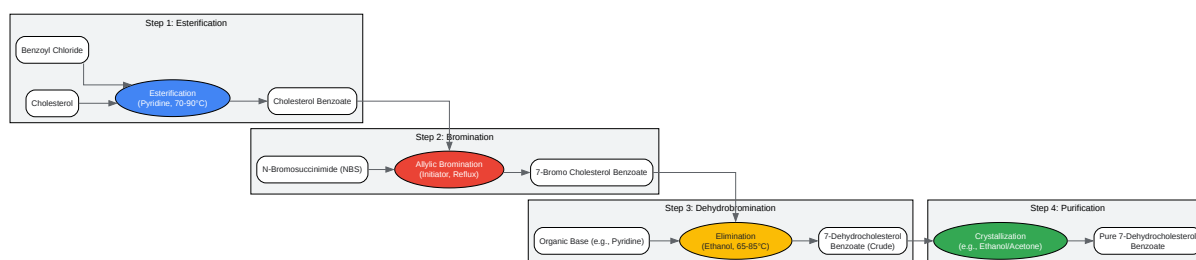 Step 1: Esterification
Benzoyl Chloride
Cholesterol
Esterification
(Pyridine, 70-90°C)
Cholesterol Benzoate
Step 2: Bromination
N-Bromosuccinimide (NBS)
Allylic Bromination
(Initiator, Reflux)
7-Bromo Cholesterol Benzoate
Step 3: Dehydrobromination
Organic Base (e.g., Pyridine)
Elimination
(Ethanol, 65-85°C)
7-Dehydrocholesterol
Benzoate (Crude)
Step 4: Purification
Crystallization
(e.g., Ethanol/Acetone)
Pure 7-Dehydrocholesterol
Benzoate